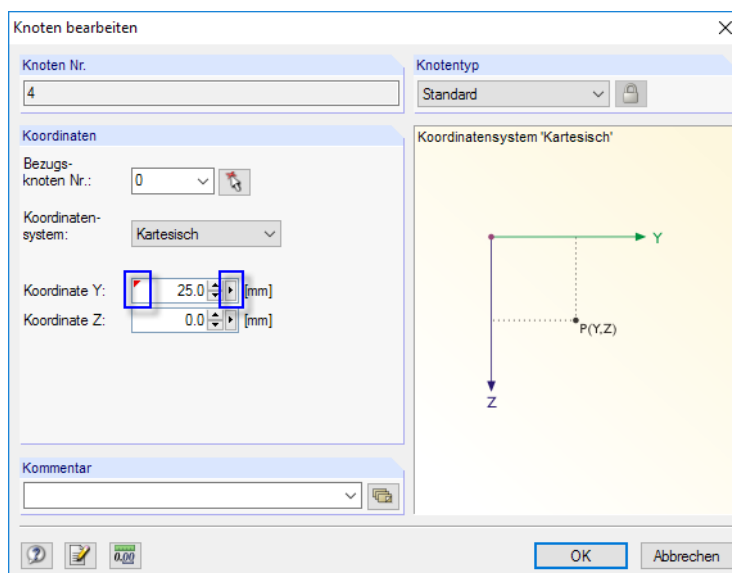 Knoten bearbeiten
Knoten Nr.
4
Knotentyp
Standard
Koordinaten
Bezugs-
knoten Nr.:
0
Koordinaten-
system:
Kartesisch
Koordinate Y: 25.0 [mm]
Koordinate Z: 0.0 [mm]
Koordinatensystem 'Kartesisch'
Y
P(Y,Z)
Z
Kommentar
0.00
OK
Abbrechen